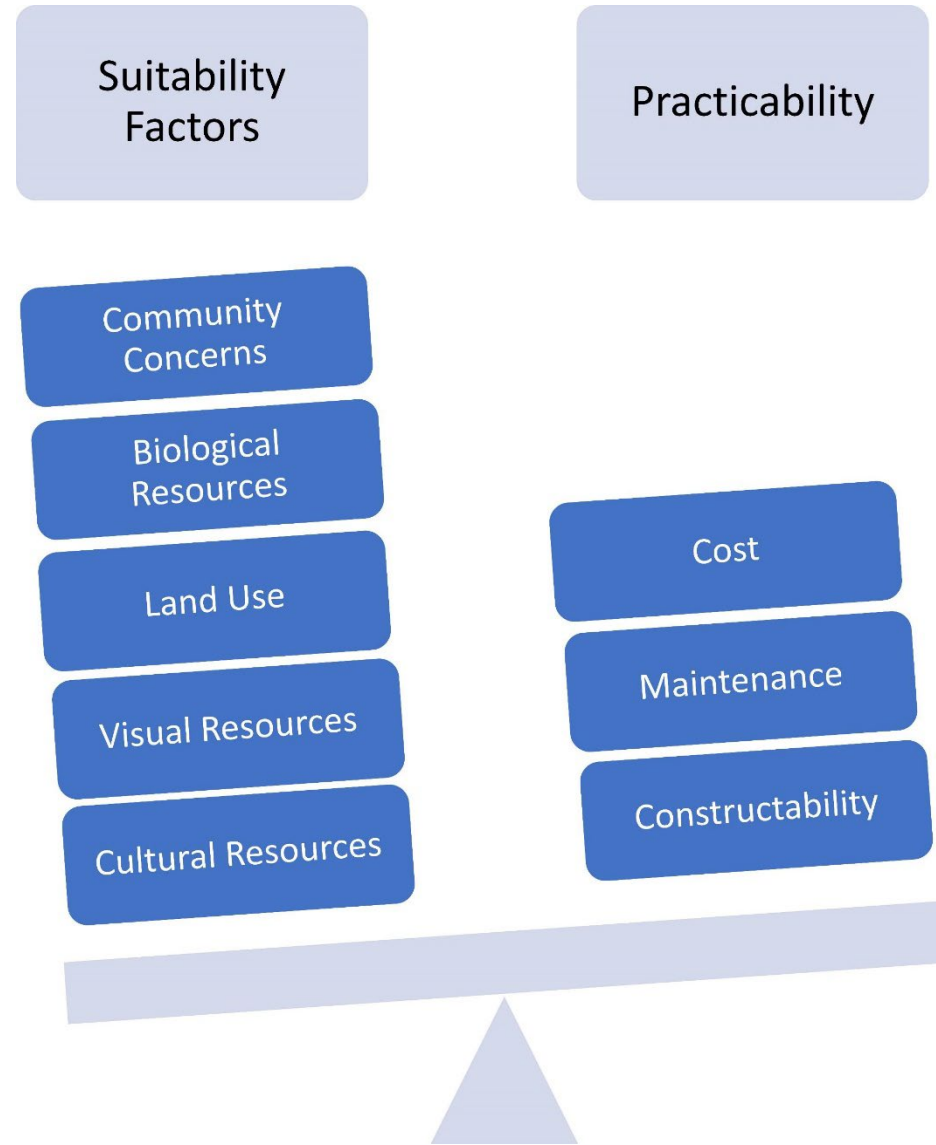 Suitability
Factors
Practicability
Community
Concerns
Biological
Resources
Land Use
Visual Resources
Cultural Resources
Cost
Maintenance
Constructability